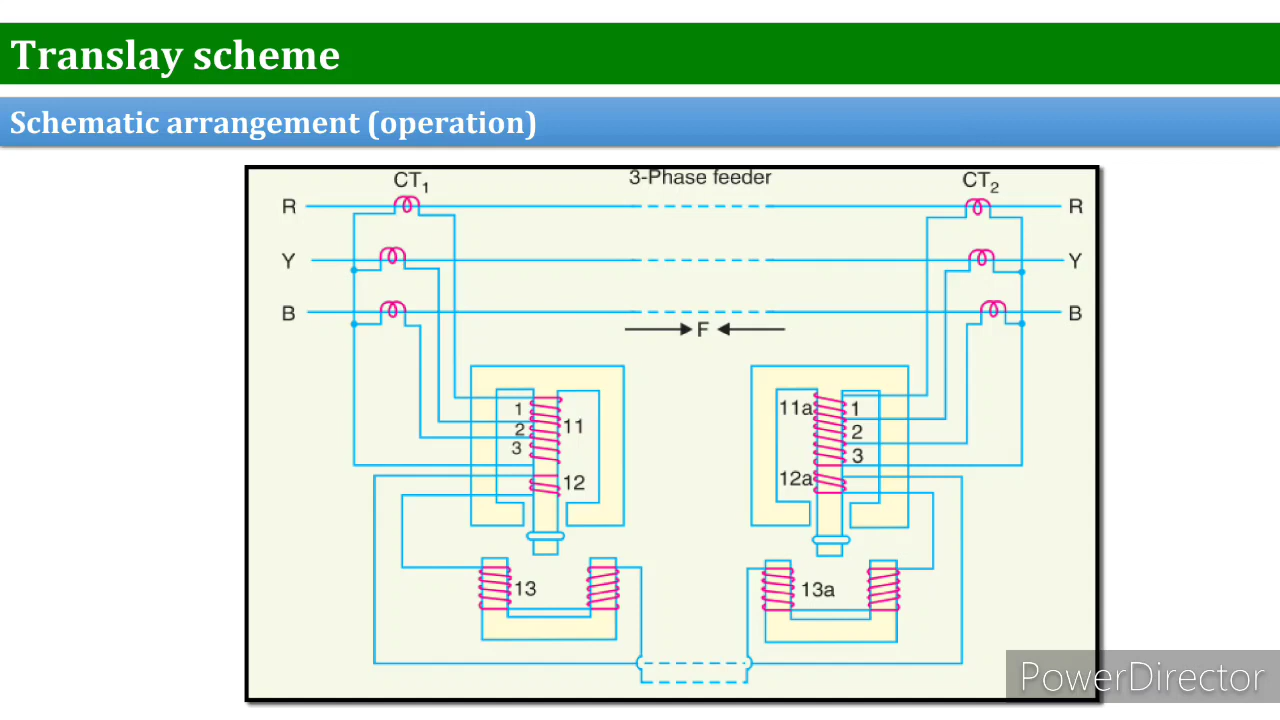 Translay scheme
Schematic arrangement (operation)
CT1 3-Phase feeder CT2
R R
Y Y
B B
F
1 11 11a 1
2 2
3 3
12 12a
13 13a
PowerDirector